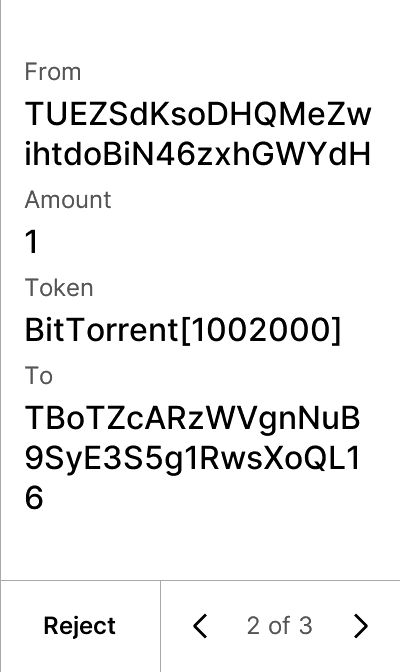 From
TUEZSdKsoDHQMeZw
ihtdoBiN46zxhGWYdH
Amount
1
Token
BitTorrent[1002000]
To
TBoTZcARzWVgnNuB
9SyE3S5g1RwsXoQL1
6
Reject
2 of 3